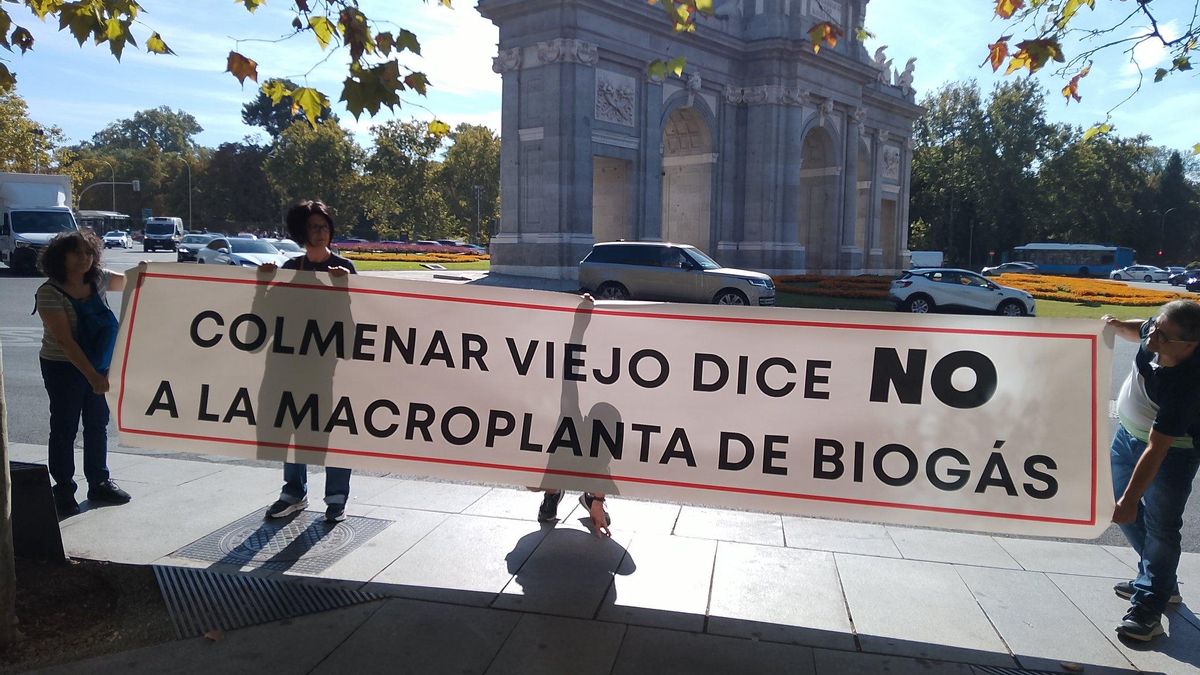 COLMENAR VIEJO DICE NO
A LA MACROPLANTA DE BIOGÁS